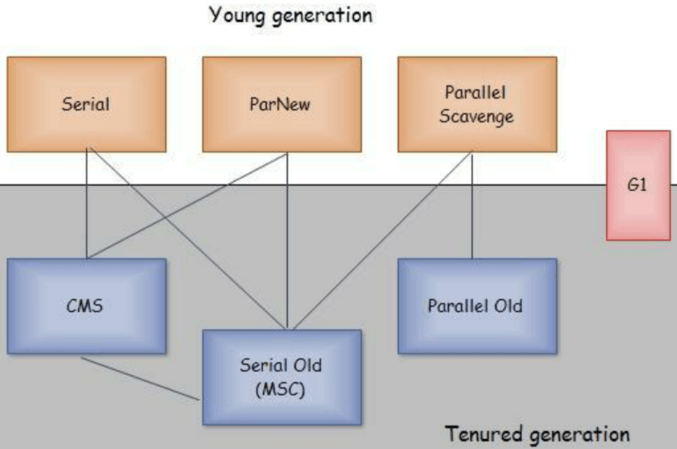 Young generation
Serial
ParNew
Parallel
Scavenge
G1
CMS
Parallel Old
Serial Old
(MSC)
Tenured generation